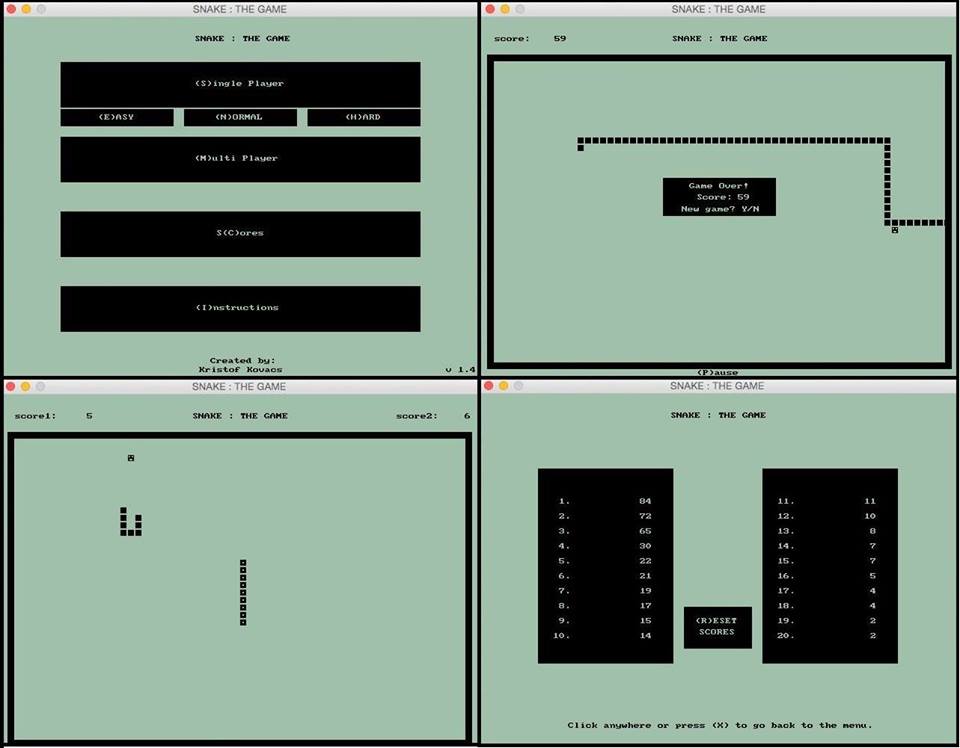 SNAKE : THE GAME
SNAKE : THE GAME
(S)ingle Player
(E)ASY (N)ORMAL (H)ARD
(M)ulti Player
S(C)ores
(I)nstructions
Created by:
Kristof Kovacs
v 1.4
SNAKE : THE GAME
score: 59 SNAKE : THE GAME
Game Over!
Score: 59
New game? Y/N
(P)ause
SNAKE : THE GAME
score1: 5 SNAKE : THE GAME score2: 6
SNAKE : THE GAME
SNAKE : THE GAME
1. 84
2. 72
3. 65
4. 30
5. 22
6. 21
7. 19
8. 17
9. 15
10. 14
(R)ESET
SCORES
11. 11
12. 10
13. 8
14. 7
15. 7
16. 5
17. 4
18. 4
19. 2
20. 2
Click anywhere or press (X) to go back to the menu.